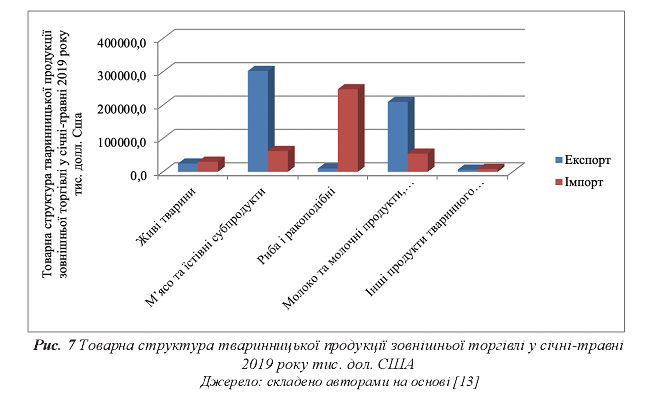 Товарна структура тваринницької продукції
зовнішньої торгівлі у січні-травні 2019 року
тис. долл. Сша
400000,0
300000,0
200000,0
100000,0
0,0
Живі тварини
М'ясо та їстівні субпродукти
Риба і ракоподібні
Молоко та молочні продукти,…
Інші продукти тваринного…
Експорт
Імпорт
Рис. 7 Товарна структура тваринницької продукції зовнішньої торгівлі у січні-травні
2019 року тис. дол. США
Джерело: складено авторами на основі [13]